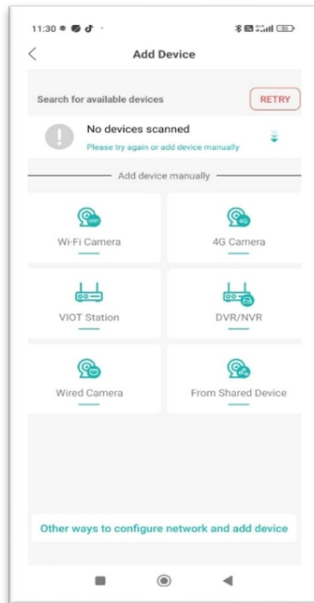 11:30
Add Device
Search for available devices
RETRY
No devices scanned
Please try again or add device manually
Add device manually
Wi-Fi Camera
4G Camera
VIOT Station
DVR/NVR
Wired Camera
From Shared Device
Other ways to configure network and add device